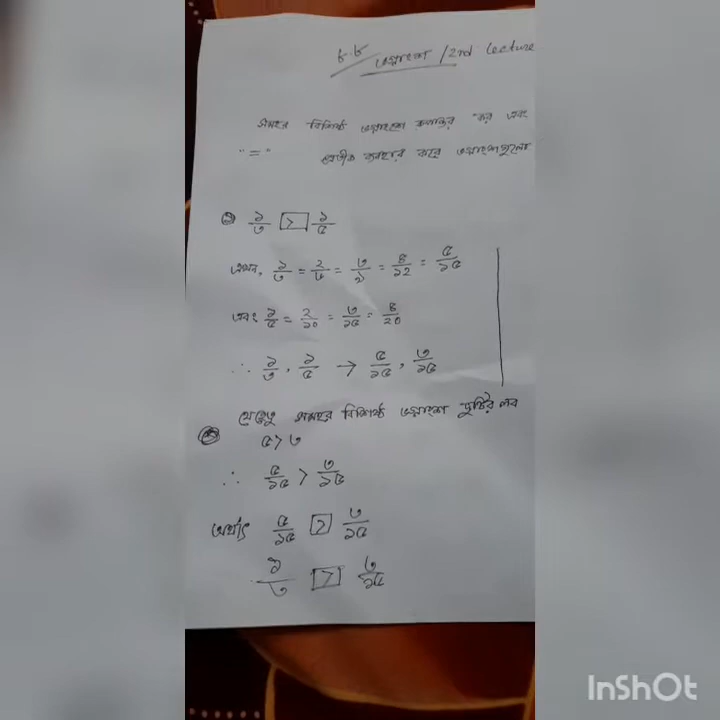 ৮.৮ ভগ্নাংশ / 2nd Lecture
সমহর বিশিষ্ট ভগ্নাংশে রূপান্তর কর এবং
"=" প্রতীক ব্যবহার করে ভগ্নাংশগুলো
১/৩ > ১/৫
এখন, ১/৩ = ২/৬ = ৩/৯ = ৪/১২ = ৫/১৫
এবং ১/৫ = ২/১০ = ৩/১৫ = ৪/২০
∴ ১/৩, ১/৫ → ৫/১৫, ৩/১৫
যেহেতু সমহর বিশিষ্ট ভগ্নাংশ দুটির লব
৫ > ৩
∴ ৫/১৫ > ৩/১৫
অর্থাৎ ৫/১৫ > ৩/১৫
১/৩ > ৩/১৫
InShOt